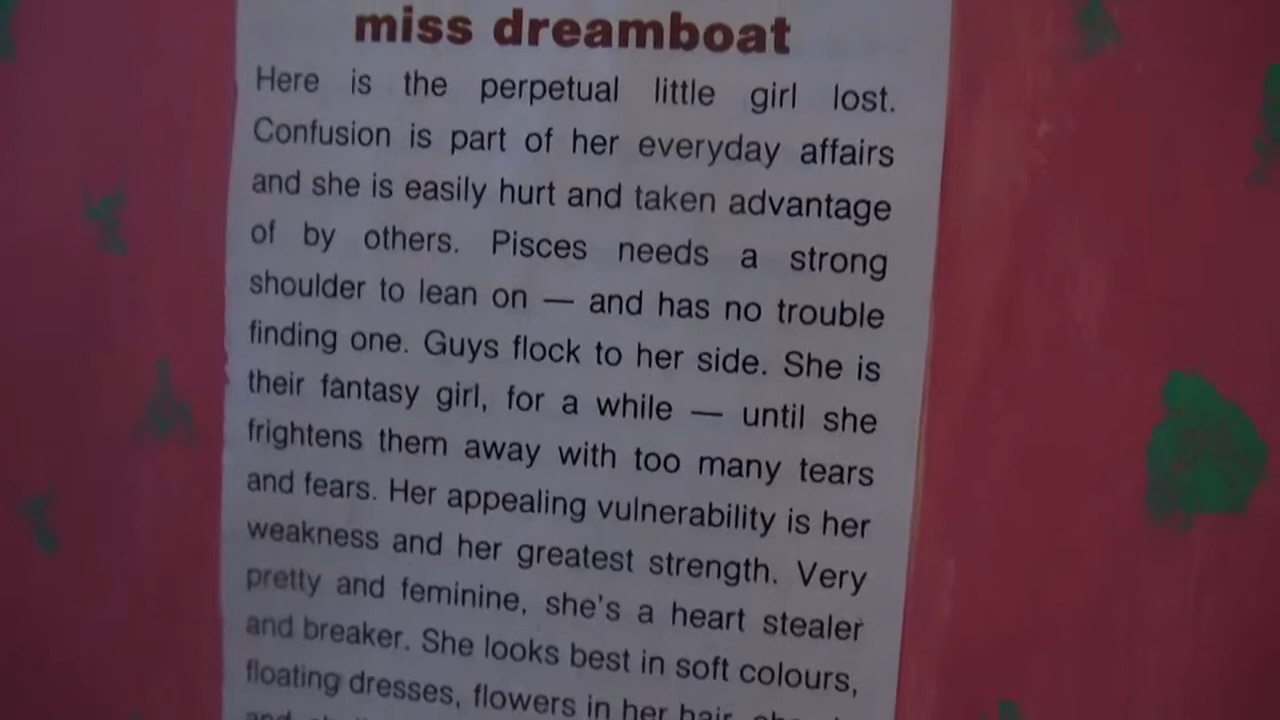 miss dreamboat
Here is the perpetual little girl lost.
Confusion is part of her everyday affairs
and she is easily hurt and taken advantage
of by others. Pisces needs a strong
shoulder to lean on — and has no trouble
finding one. Guys flock to her side. She is
their fantasy girl, for a while — until she
frightens them away with too many tears
and fears. Her appealing vulnerability is her
weakness and her greatest strength. Very
pretty and feminine, she's a heart stealer
and breaker. She looks best in soft colours,
floating dresses, flowers in her hair,
and